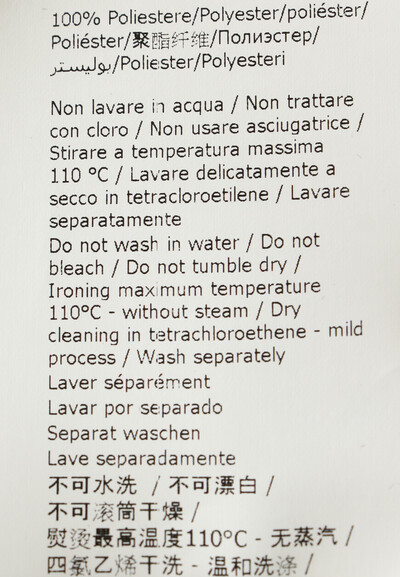 100% Poliestere/Polyester/poliéster/
Poliéster/聚酯纤维/Полиэстер/
بوليستر/Poliester/Polyesteri
Non lavare in acqua / Non trattare
con cloro / Non usare asciugatrice /
Stirare a temperatura massima
110 °C / Lavare delicatamente a
secco in tetracloroetilene / Lavare
separatamente
Do not wash in water / Do not
bleach / Do not tumble dry /
Ironing maximum temperature
110°C - without steam / Dry
cleaning in tetrachloroethene - mild
process / Wash separately
Laver séparément
Lavar por separado
Separat waschen
Lave separadamente
不可水洗 / 不可漂白 /
不可滚筒干燥 /
熨烫最高温度110°C - 无蒸汽 /
四氯乙烯干洗 - 温和洗涤 /